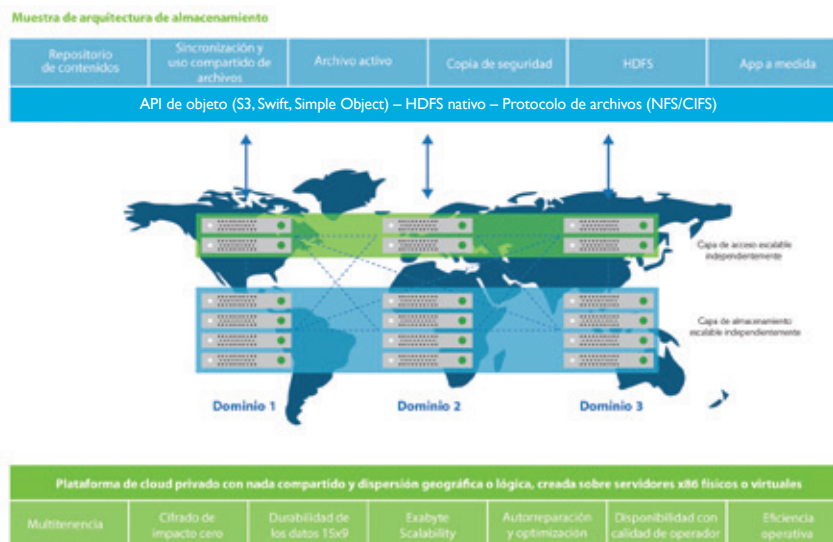 Muestra de arquitectura de almacenamiento
Repositorio
de contenidos
Sincronización y
uso compartido de
archivos
Archivo activo
Copia de seguridad
HDFS
App a medida
API de objeto (S3, Swift, Simple Object) – HDFS nativo – Protocolo de archivos (NFS/CIFS)
Capa de acceso escalable
independientemente
Capa de almacenamiento
escalable independientemente
Dominio 1
Dominio 2
Dominio 3
Plataforma de cloud privado con nada compartido y dispersión geográfica o lógica, creada sobre servidores x86 físicos o virtuales
Multitenencia
Cifrado de
impacto cero
Durabilidad de
los datos 15x9
Exabyte
Scalability
Autorreparación
y optimización
Disponibilidad con
calidad de operador
Eficiencia
operativa